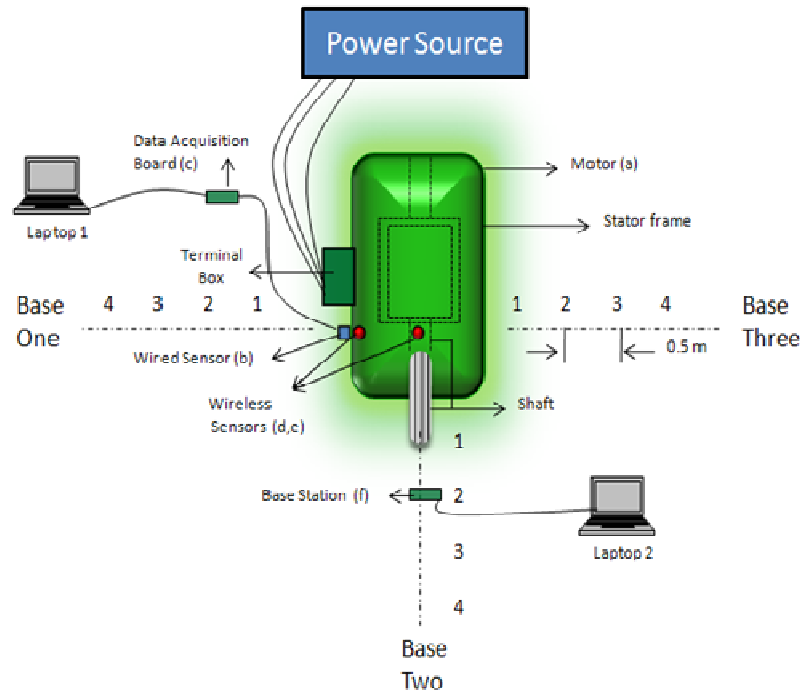 Power Source
Data Acquisition
Board (c)
Motor (a)
Laptop 1
Stator frame
Terminal
Box
Base
One
4 3 2 1
1 2 3 4
Base
Three
0.5 m
Wired Sensor (b)
Wireless
Sensors (d,e)
Shaft
1
Base Station (f)
2
Laptop 2
3
4
Base
Two